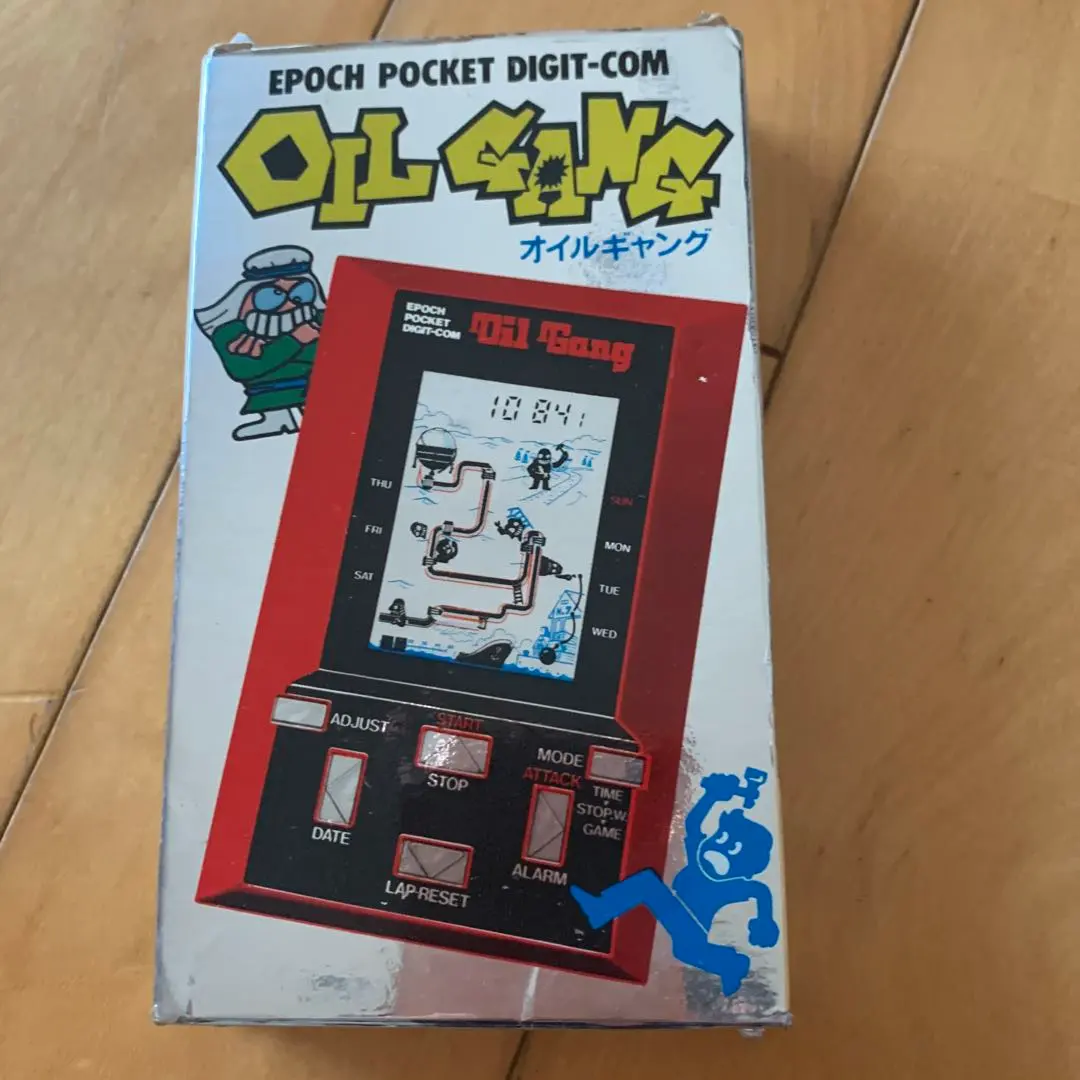 EPOCH POCKET DIGIT-COM
OIL GANG
オイルギャング
EPOCH
POCKET
DIGIT-COM
Oil Gang
10 841
THU
SUN
FRI
MON
SAT
TUE
WED
ADJUST
START
STOP
MODE
ATTACK
TIME
STOP.W.
GAME
DATE
ALARM
LAP-RESET